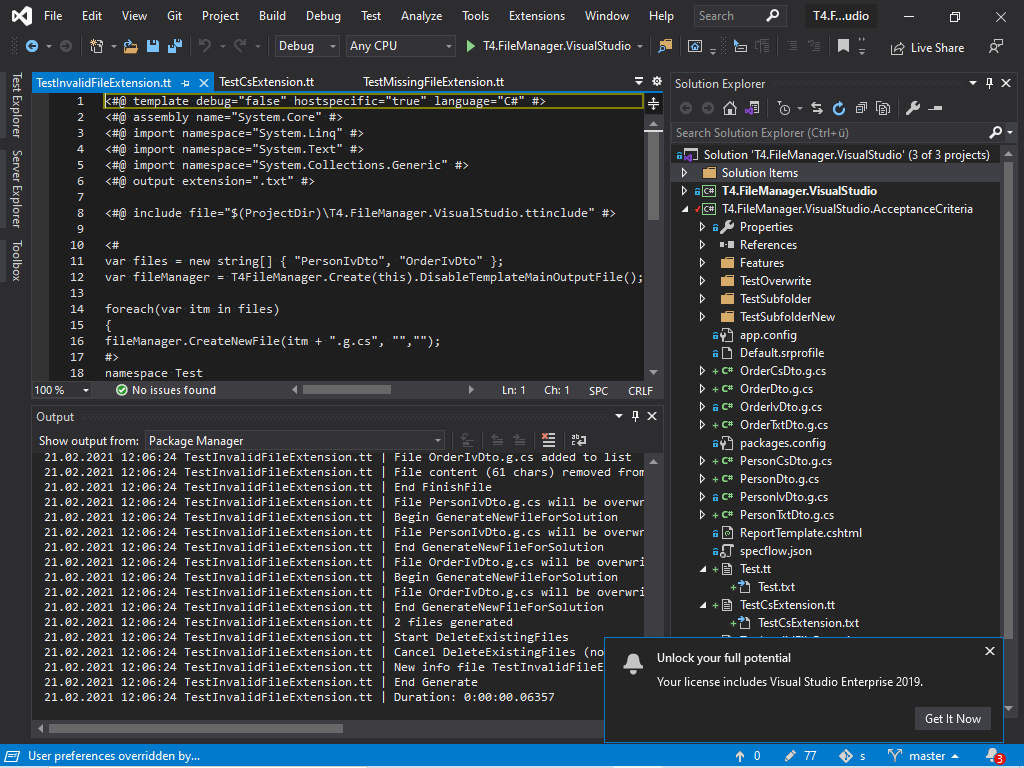 File Edit View Git Project Build Debug Test Analyze Tools Extensions Window Help Search T4.F...udio
Debug Any CPU T4.FileManager.VisualStudio Live Share
Test Explorer
Server Explorer
Toolbox
TestInvalidFileExtension.tt TestCsExtension.tt TestMissingFileExtension.tt
1 <#@ template debug="false" hostspecific="true" language="C#" #>
2 <#@ assembly name="System.Core" #>
3 <#@ import namespace="System.Linq" #>
4 <#@ import namespace="System.Text" #>
5 <#@ import namespace="System.Collections.Generic" #>
6 <#@ output extension=".txt" #>
7
8 <#@ include file="$(ProjectDir)\T4.FileManager.VisualStudio.ttinclude" #>
9
10 <#
11 var files = new string[] { "PersonIvDto", "OrderIvDto" };
12 var fileManager = T4FileManager.Create(this).DisableTemplateMainOutputFile();
13
14 foreach(var itm in files)
15 {
16 fileManager.CreateNewFile(itm + ".g.cs", "","");
17 #>
18 namespace Test
100 % No issues found Ln: 1 Ch: 1 SPC CRLF
Output
Show output from: Package Manager
21.02.2021 12:06:24 TestInvalidFileExtension.tt | File OrderIvDto.g.cs added to list
21.02.2021 12:06:24 TestInvalidFileExtension.tt | File content (61 chars) removed from
21.02.2021 12:06:24 TestInvalidFileExtension.tt | End FinishFile
21.02.2021 12:06:24 TestInvalidFileExtension.tt | File PersonIvDto.g.cs will be overwr
21.02.2021 12:06:24 TestInvalidFileExtension.tt | Begin GenerateNewFileForSolution
21.02.2021 12:06:24 TestInvalidFileExtension.tt | File PersonIvDto.g.cs will be overwr
21.02.2021 12:06:24 TestInvalidFileExtension.tt | End GenerateNewFileForSolution
21.02.2021 12:06:24 TestInvalidFileExtension.tt | File OrderIvDto.g.cs will be overwri
21.02.2021 12:06:24 TestInvalidFileExtension.tt | Begin GenerateNewFileForSolution
21.02.2021 12:06:24 TestInvalidFileExtension.tt | File OrderIvDto.g.cs will be overwri
21.02.2021 12:06:24 TestInvalidFileExtension.tt | End GenerateNewFileForSolution
21.02.2021 12:06:24 TestInvalidFileExtension.tt | 2 files generated
21.02.2021 12:06:24 TestInvalidFileExtension.tt | Start DeleteExistingFiles
21.02.2021 12:06:24 TestInvalidFileExtension.tt | Cancel DeleteExistingFiles (no
21.02.2021 12:06:24 TestInvalidFileExtension.tt | New info file TestInvalidFileE
21.02.2021 12:06:24 TestInvalidFileExtension.tt | End Generate
21.02.2021 12:06:24 TestInvalidFileExtension.tt | Duration: 0:00:00.06357
Solution Explorer
Search Solution Explorer (Ctrl+ü)
Solution 'T4.FileManager.VisualStudio' (3 of 3 projects)
Solution Items
C# T4.FileManager.VisualStudio
C# T4.FileManager.VisualStudio.AcceptanceCriteria
Properties
References
Features
TestOverwrite
TestSubfolder
TestSubfolderNew
app.config
Default.srprofile
C# OrderCsDto.g.cs
C# OrderDto.g.cs
C# OrderIvDto.g.cs
C# OrderTxtDto.g.cs
packages.config
C# PersonCsDto.g.cs
C# PersonDto.g.cs
C# PersonIvDto.g.cs
C# PersonTxtDto.g.cs
ReportTemplate.cshtml
specflow.json
Test.tt
Test.txt
TestCsExtension.tt
TestCsExtension.txt
Unlock your full potential
Your license includes Visual Studio Enterprise 2019.
Get It Now
User preferences overridden by... 0 77 s master 3